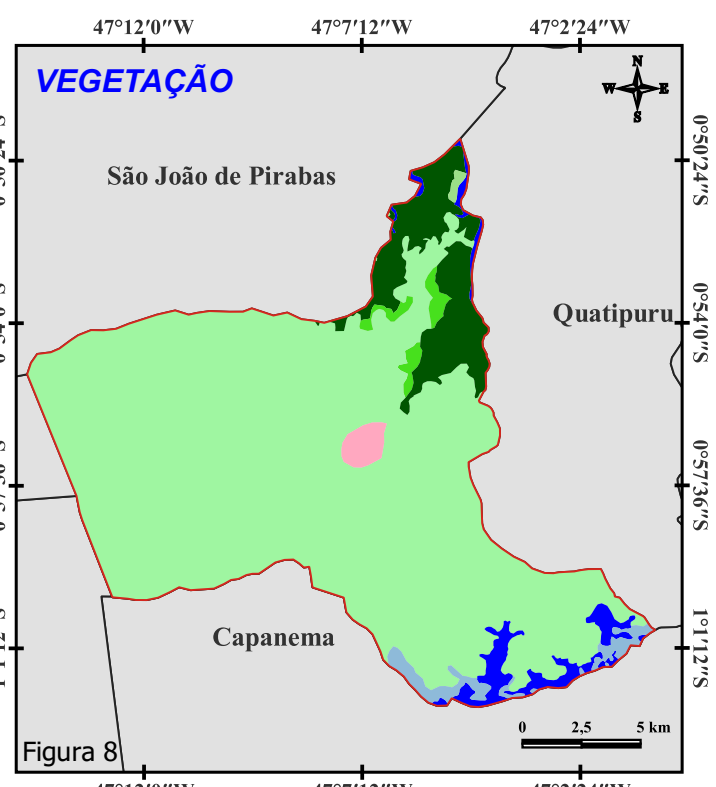 47°12′0″W 47°7′12″W 47°2′24″W
VEGETAÇÃO
N
W E
S
São João de Pirabas
0°50′24″S
Quatipuru
0°54′0″S
0°57′36″S
Capanema
1°1′12″S
0 2,5 5 km
Figura 8